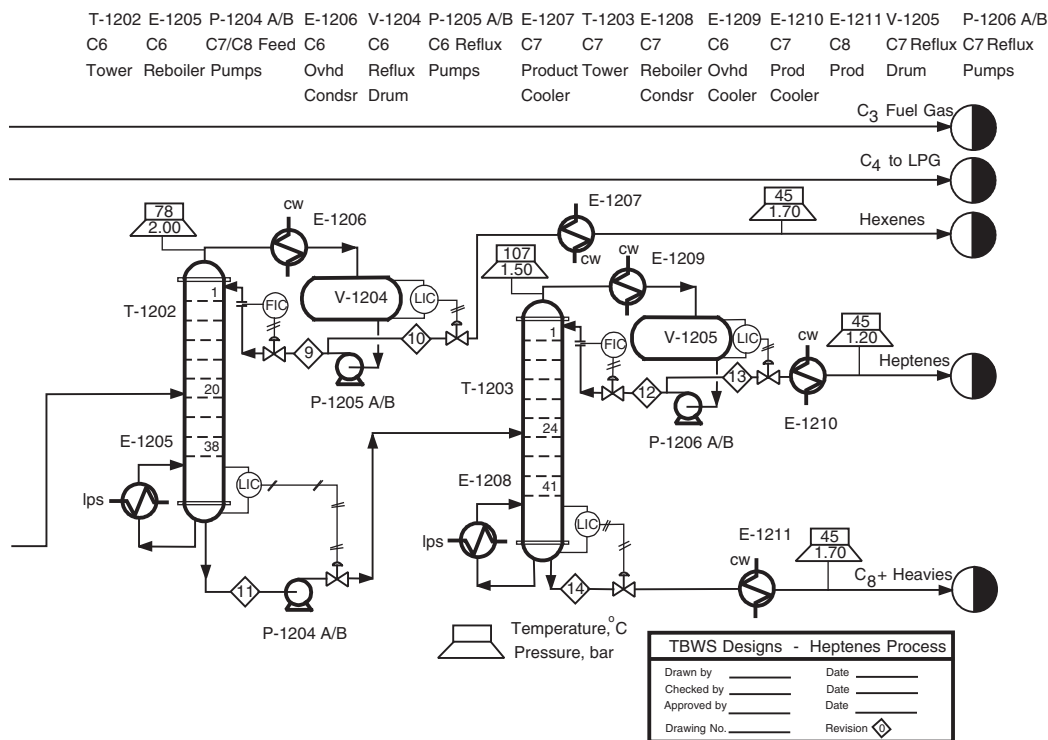 T-1202 E-1205 P-1204 A/B E-1206 V-1204 P-1205 A/B E-1207 T-1203 E-1208 E-1209 E-1210 E-1211 V-1205 P-1206 A/B
C6 C6 C7/C8 Feed C6 C6 C6 Reflux C7 C7 C7 C6 C7 C8 C7 Reflux C7 Reflux
Tower Reboiler Pumps Ovhd Reflux Pumps Product Tower Reboiler Ovhd Prod Prod Drum Pumps
Condsr Drum Cooler Condsr Cooler Cooler
C3 Fuel Gas
C4 to LPG
78
2.00
cw
E-1206
E-1207
cw
cw
45
1.70
Hexenes
107
1.50
cw
E-1209
T-1202
1
FIC
V-1204
LIC
9
10
P-1205 A/B
20
38
E-1205
lps
LIC
11
P-1204 A/B
T-1203
1
FIC
V-1205
LIC
12
13
P-1206 A/B
cw
E-1210
45
1.20
Heptenes
24
41
E-1208
lps
LIC
14
E-1211
cw
45
1.70
C8+ Heavies
Temperature,°C
Pressure, bar
TBWS Designs - Heptenes Process
Drawn by Date
Checked by Date
Approved by Date
Drawing No. Revision 0